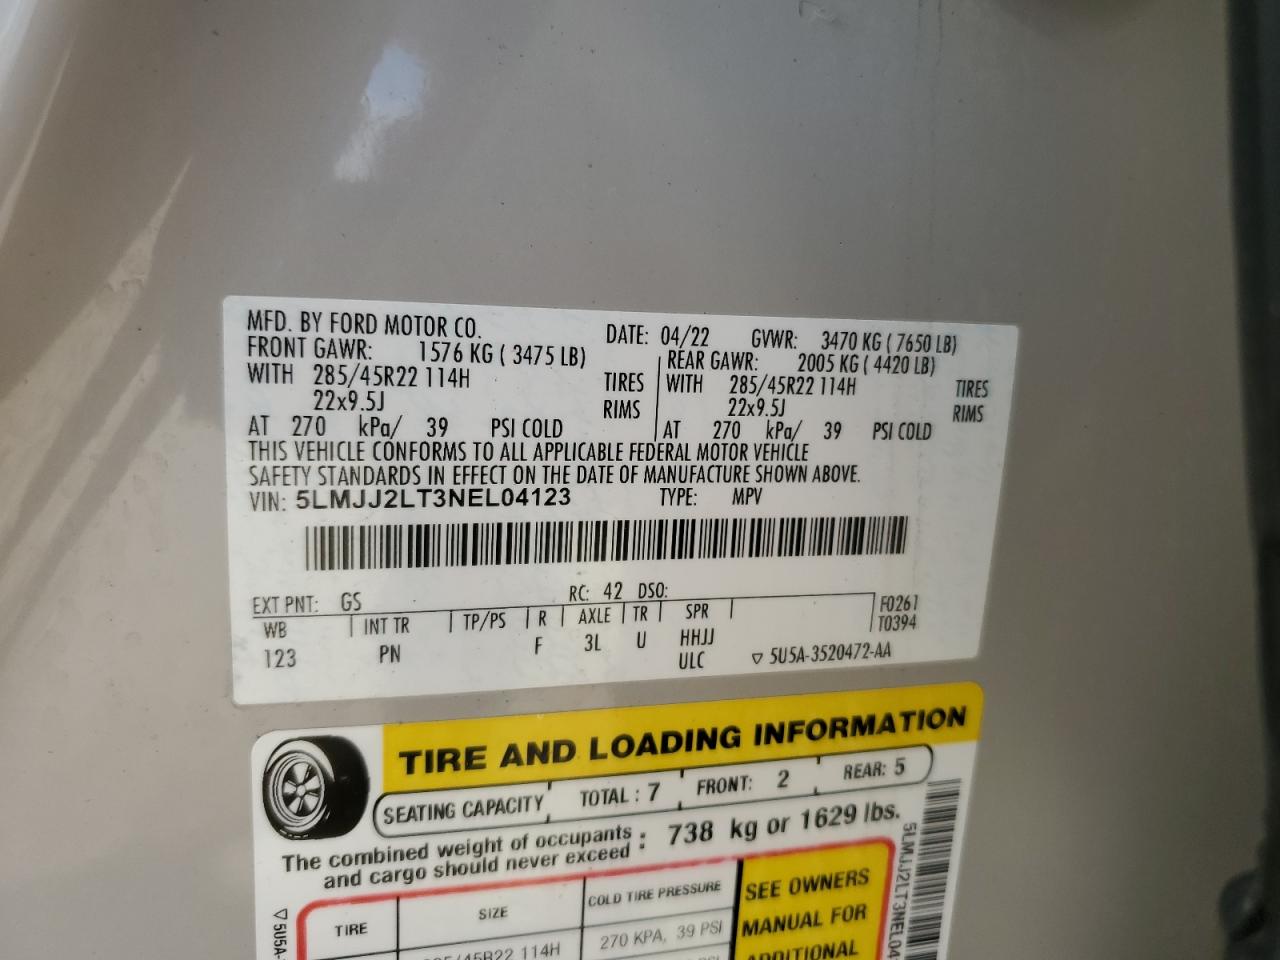 MFD. BY FORD MOTOR CO. DATE: 04/22 GVWR: 3470 KG ( 7650 LB)
FRONT GAWR: 1576 KG ( 3475 LB) REAR GAWR: 2005 KG ( 4420 LB)
WITH 285/45R22 114H TIRES WITH 285/45R22 114H TIRES
22x9.5J RIMS 22x9.5J RIMS
AT 270 kPa/ 39 PSI COLD AT 270 kPa/ 39 PSI COLD
THIS VEHICLE CONFORMS TO ALL APPLICABLE FEDERAL MOTOR VEHICLE
SAFETY STANDARDS IN EFFECT ON THE DATE OF MANUFACTURE SHOWN ABOVE.
VIN: 5LMJJ2LT3NEL04123 TYPE: MPV
EXT PNT: GS RC: 42 DSO:
WB INT TR TP/PS R AXLE TR SPR F0261
T0394
123 PN F 3L U HHJJ
ULC ▽ 5U5A-3520472-AA
TIRE AND LOADING INFORMATION
SEATING CAPACITY TOTAL : 7 FRONT: 2 REAR: 5
The combined weight of occupants and cargo should never exceed : 738 kg or 1629 lbs.
TIRE SIZE COLD TIRE PRESSURE SEE OWNERS
MANUAL FOR
ADDITIONAL
/45R22 114H 270 KPA, 39 PSI
5LMJJ2LT3NEL04
▽ 5U5A-